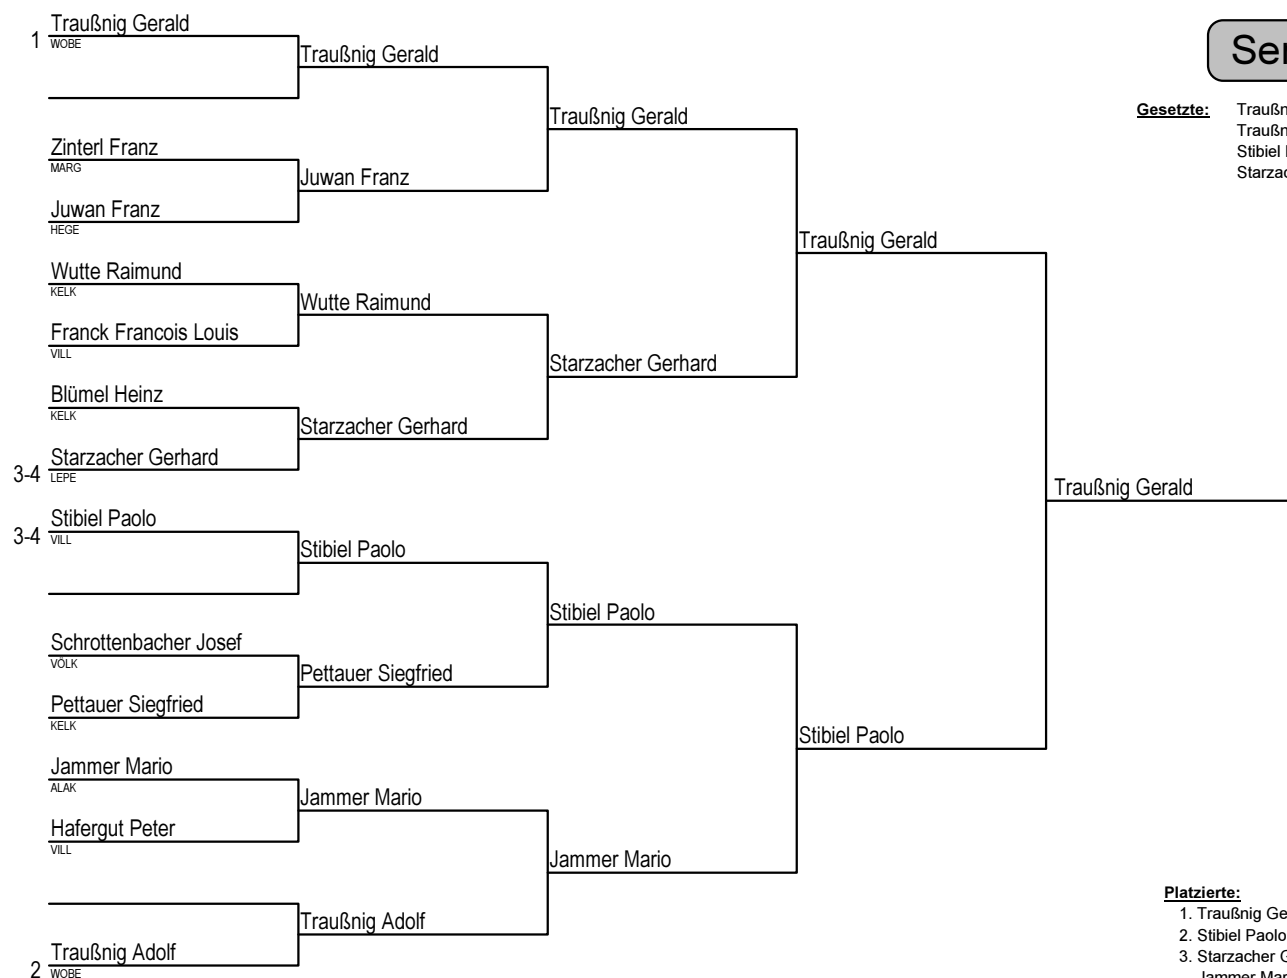 Traußnig Gerald
1 WOBE
Zinterl Franz
MARG
Juwan Franz
HEGE
Wutte Raimund
KELK
Franck Francois Louis
VILL
Blümel Heinz
KELK
Starzacher Gerhard
3-4 LEPE
Stibiel Paolo
3-4 VILL
Schrottenbacher Josef
VÖLK
Pettauer Siegfried
KELK
Jammer Mario
ALAK
Hafergut Peter
VILL
Traußnig Adolf
2 WOBE
Traußnig Gerald
Juwan Franz
Wutte Raimund
Starzacher Gerhard
Stibiel Paolo
Pettauer Siegfried
Jammer Mario
Traußnig Adolf
Traußnig Gerald
Starzacher Gerhard
Stibiel Paolo
Jammer Mario
Traußnig Gerald
Stibiel Paolo
Traußnig Gerald
Gesetzte:
Stibiel
Platzierte:
1. Traußnig
2. Stibiel Paolo
3. Starzacher
Jammer